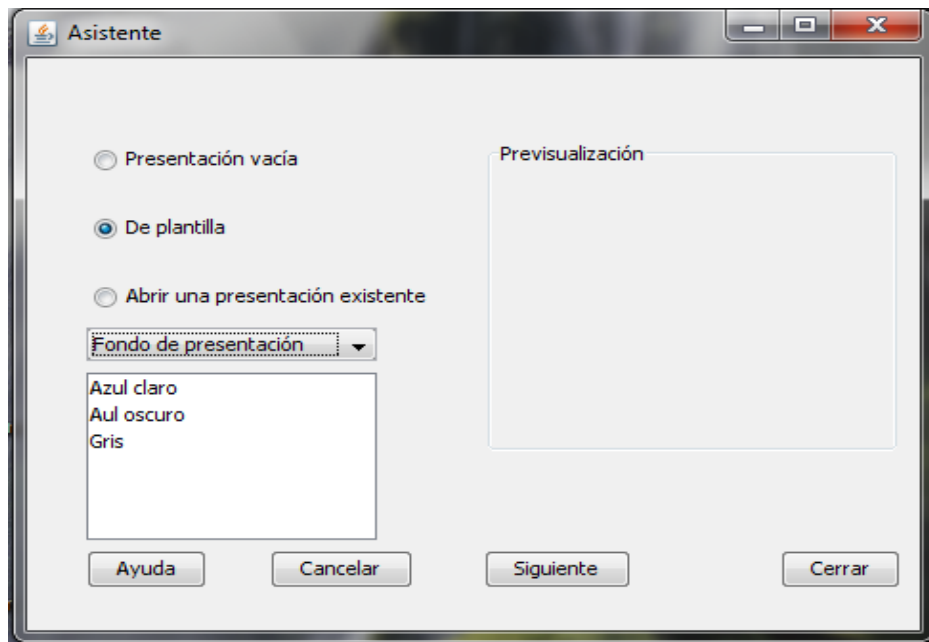 Asistente
Presentación vacía
De plantilla
Abrir una presentación existente
Fondo de presentación
Azul claro
Aul oscuro
Gris
Previsualización
Ayuda
Cancelar
Siguiente
Cerrar